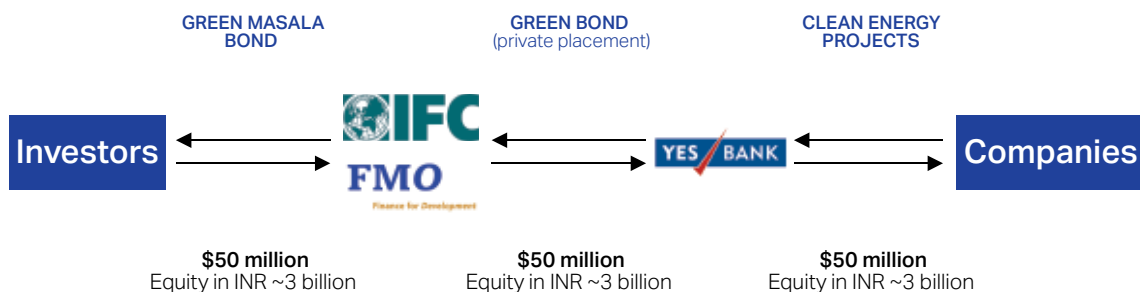 GREEN MASALA
BOND
GREEN BOND
(private placement)
CLEAN ENERGY
PROJECTS
Investors
IFC
FMO
Finance for Development
YES BANK
Companies
$50 million
Equity in INR ~3 billion
$50 million
Equity in INR ~3 billion
$50 million
Equity in INR ~3 billion